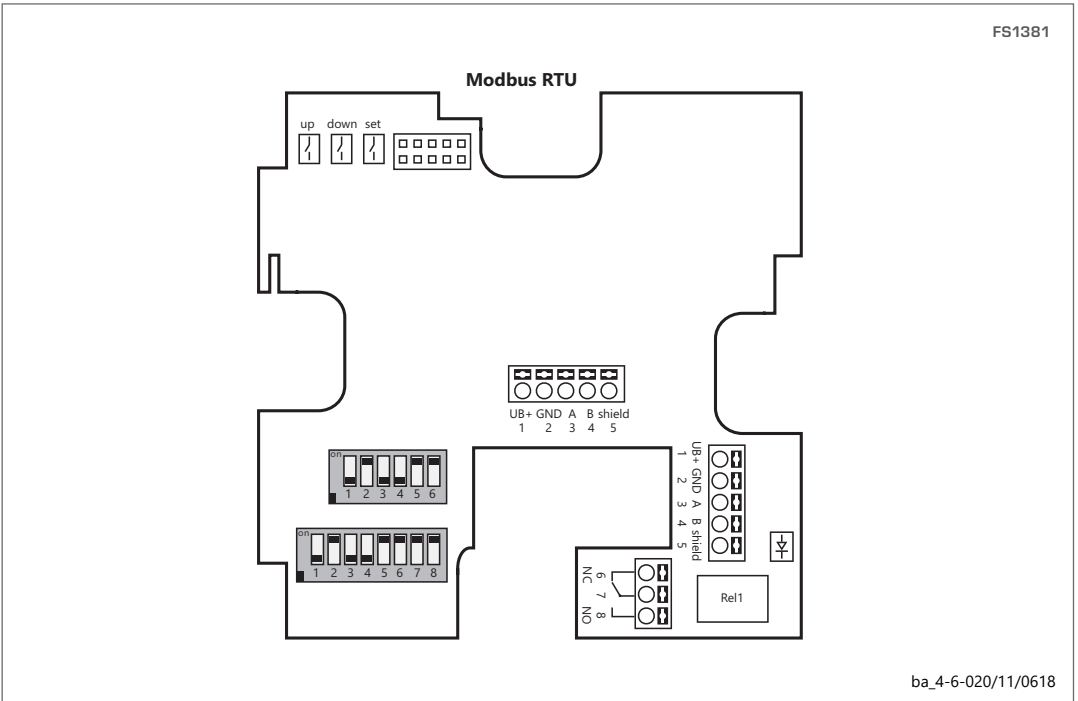 FS1381
Modbus RTU
up down set
UB+ GND A B shield
1 2 3 4 5
UB+ GND A B shield
1 2 3 4 5
on
1 2 3 4 5 6
on
1 2 3 4 5 6 7 8
NC NO
6 7 8
Rel1
ba_4-6-020/11/0618